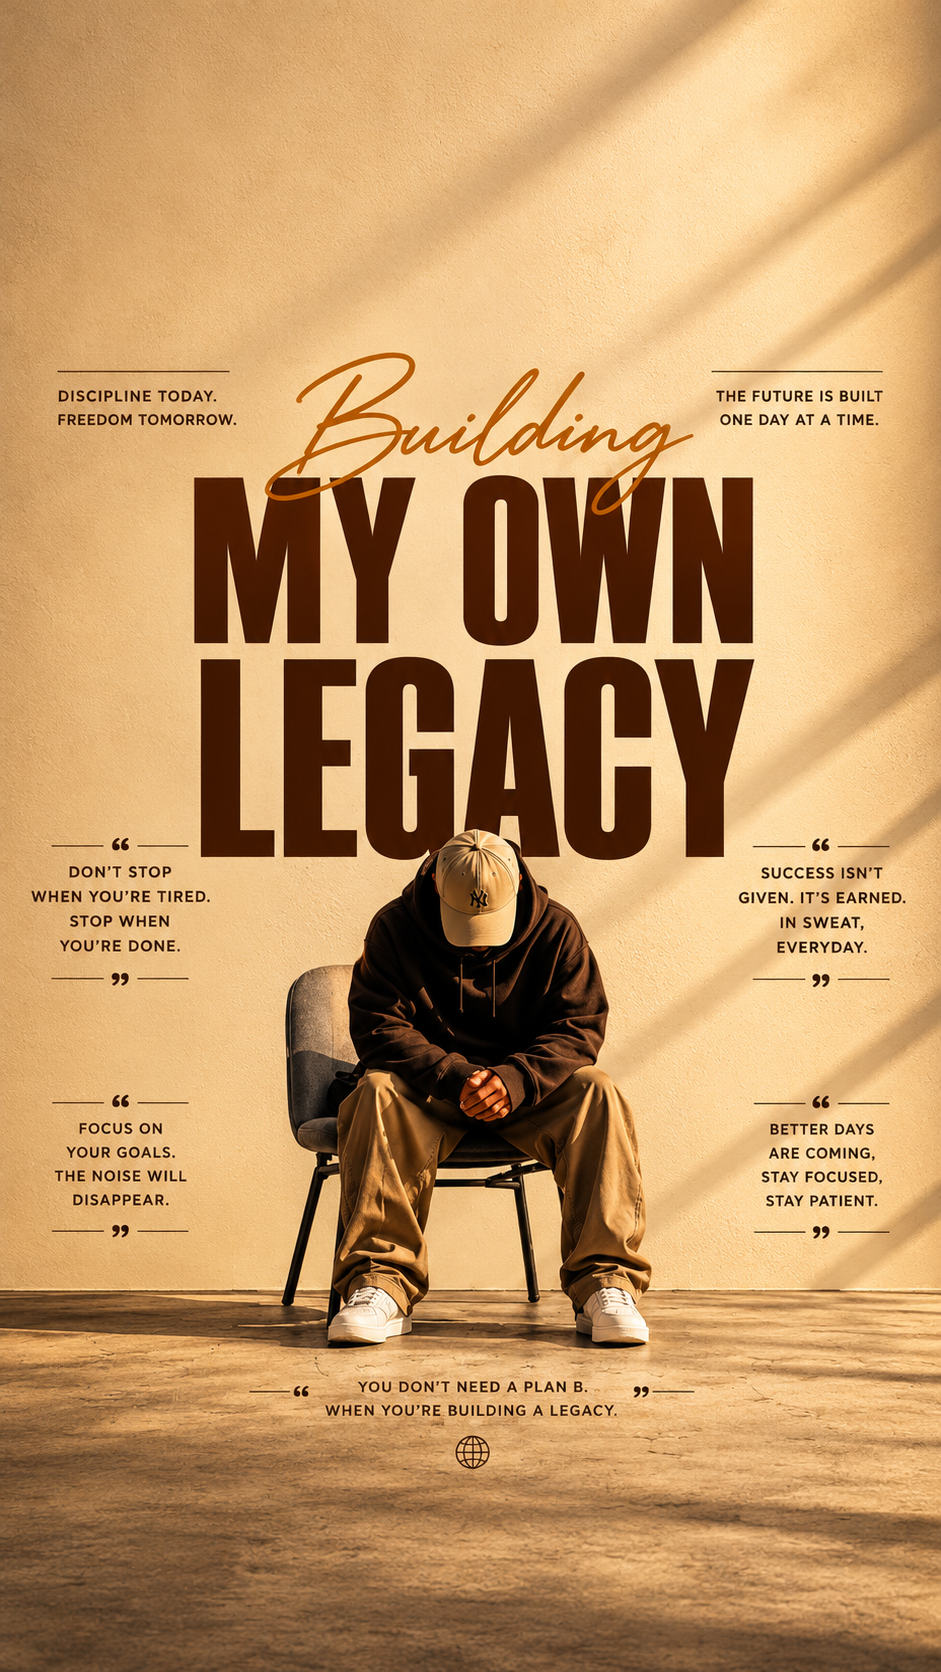 DISCIPLINE TODAY.
FREEDOM TOMORROW.
THE FUTURE IS BUILT
ONE DAY AT A TIME.
Building
MY OWN
LEGACY
“
DON'T STOP
WHEN YOU'RE TIRED.
STOP WHEN
YOU'RE DONE.
”
“
SUCCESS ISN'T
GIVEN. IT'S EARNED.
IN SWEAT,
EVERYDAY.
”
NY
“
FOCUS ON
YOUR GOALS.
THE NOISE WILL
DISAPPEAR.
”
“
BETTER DAYS
ARE COMING,
STAY FOCUSED,
STAY PATIENT.
”
“ YOU DON'T NEED A PLAN B. ”
WHEN YOU'RE BUILDING A LEGACY.